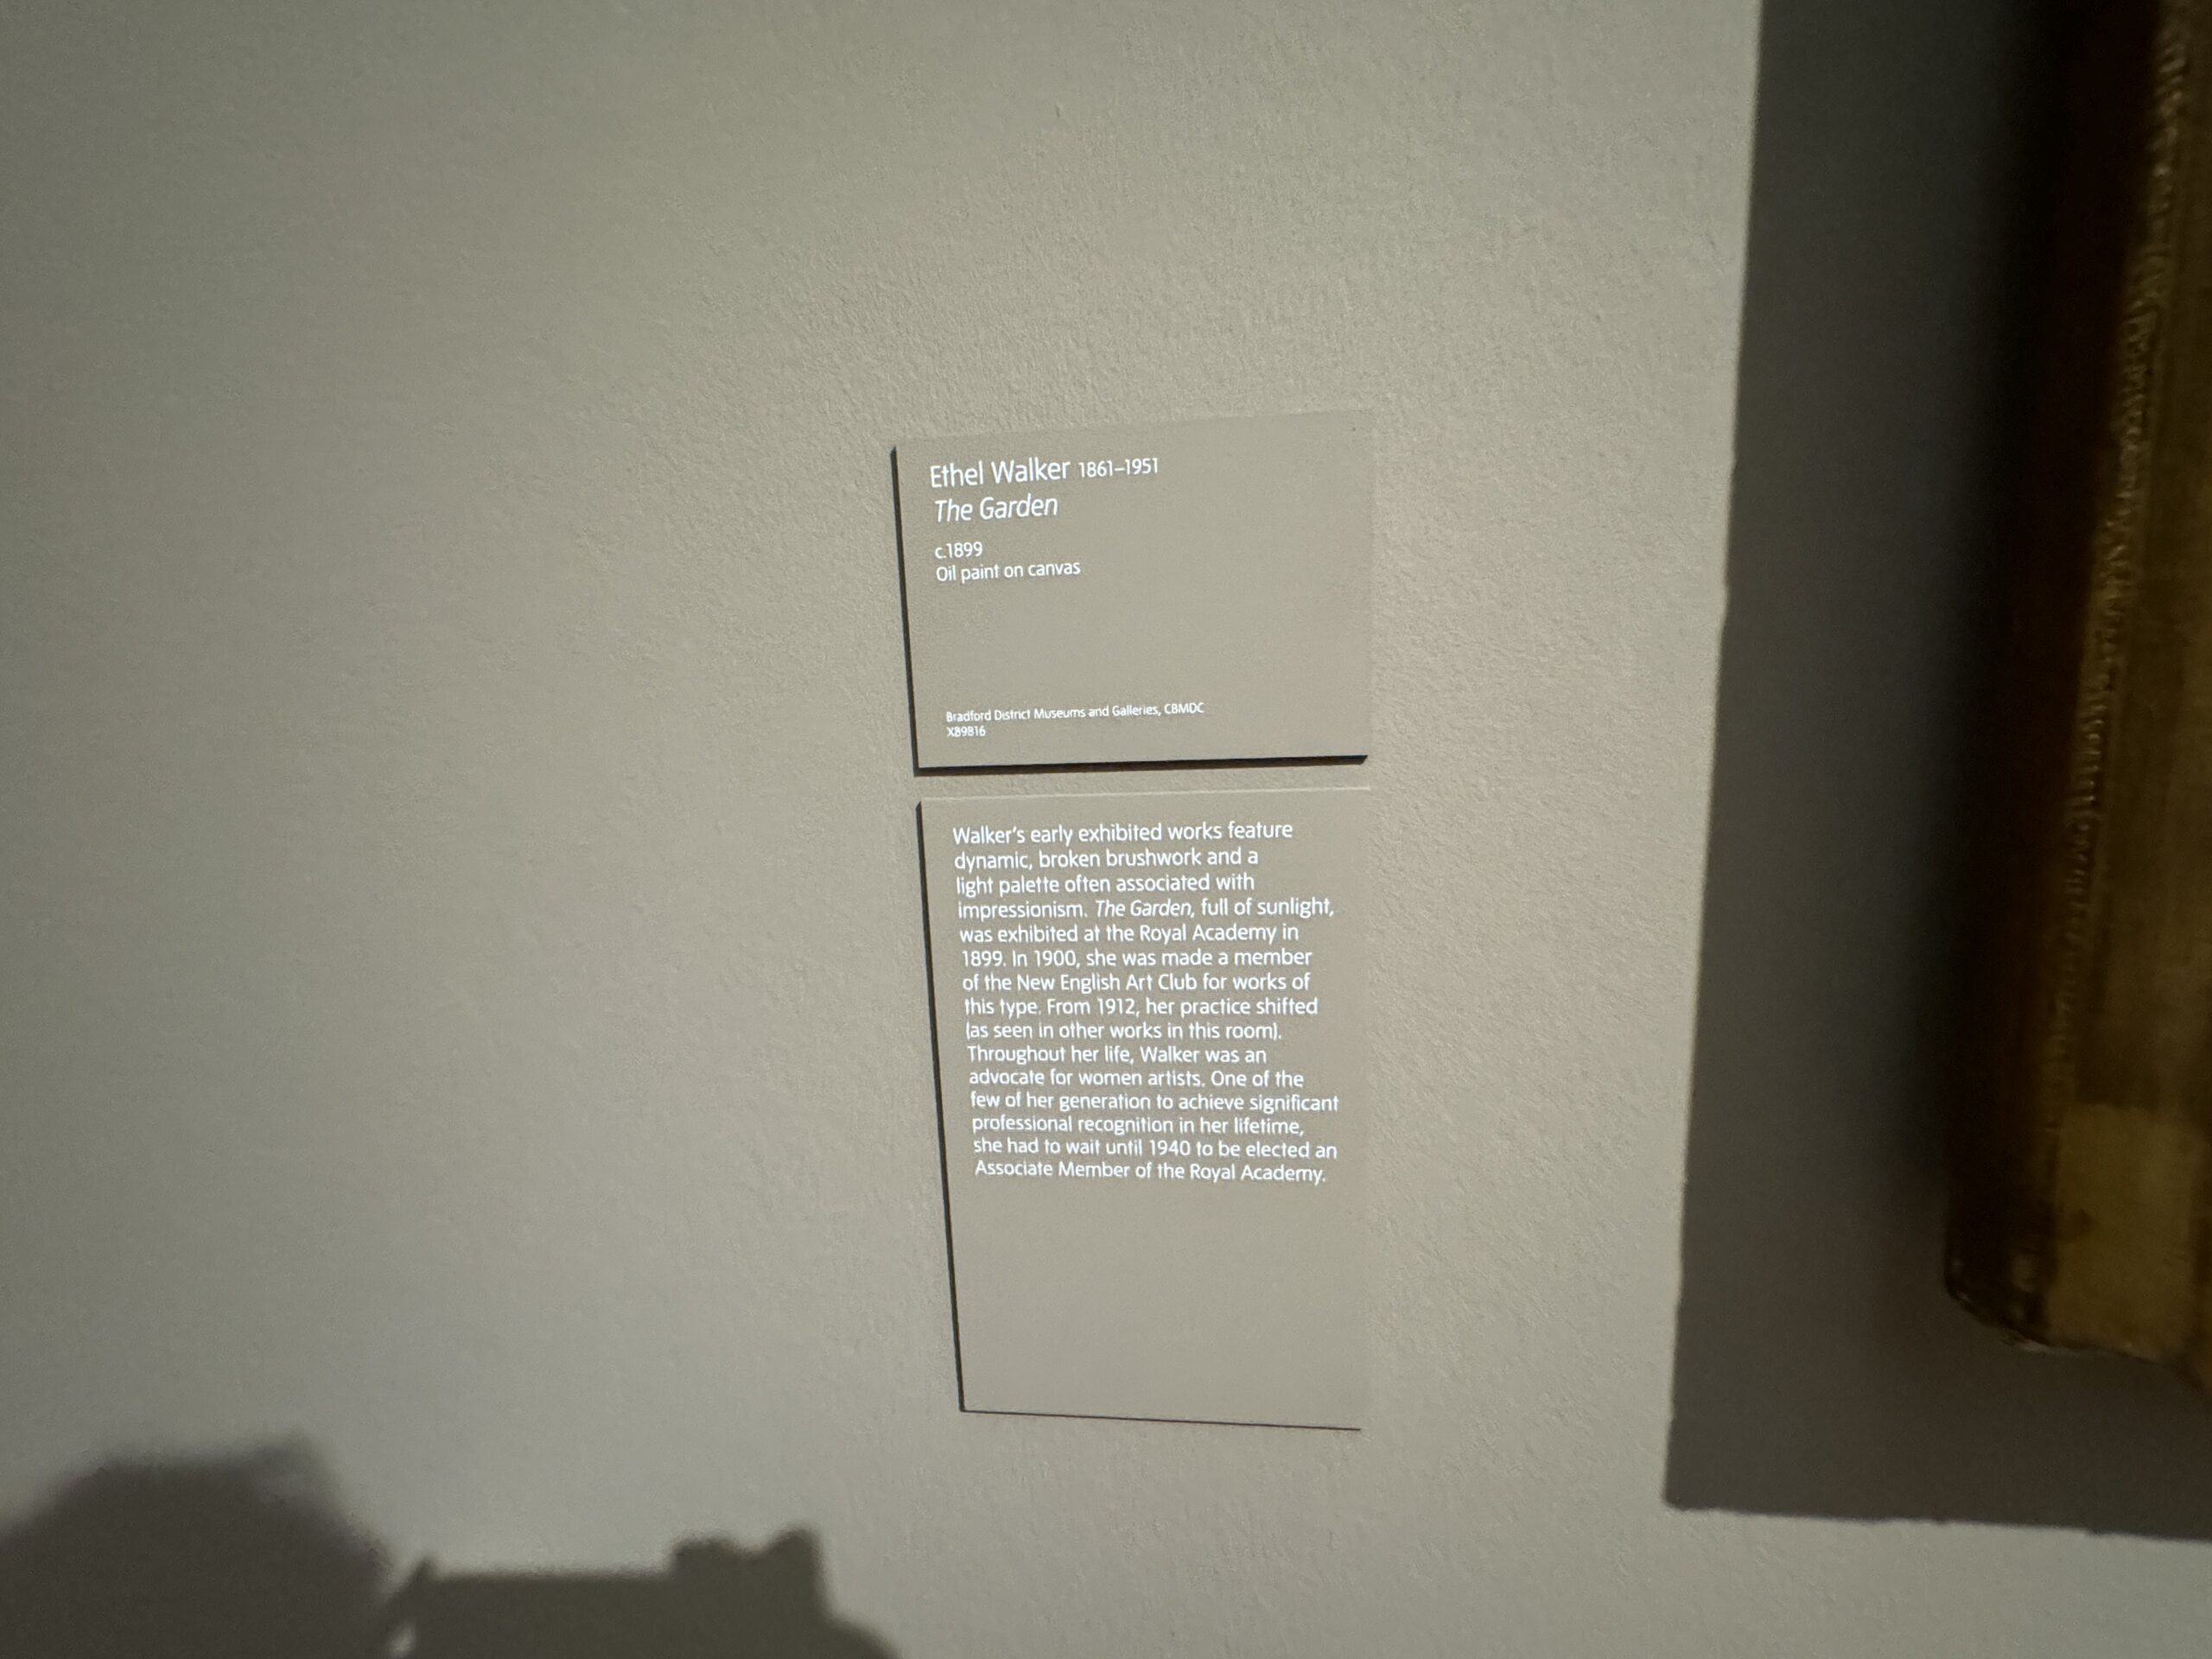 Ethel Walker 1861–1951
The Garden
c.1899
Oil paint on canvas
Bradford District Museums and Galleries, CBMDC
X89816
Walker's early exhibited works feature
dynamic, broken brushwork and a
light palette often associated with
impressionism. The Garden, full of sunlight,
was exhibited at the Royal Academy in
1899. In 1900, she was made a member
of the New English Art Club for works of
this type. From 1912, her practice shifted
(as seen in other works in this room).
Throughout her life, Walker was an
advocate for women artists. One of the
few of her generation to achieve significant
professional recognition in her lifetime,
she had to wait until 1940 to be elected an
Associate Member of the Royal Academy.